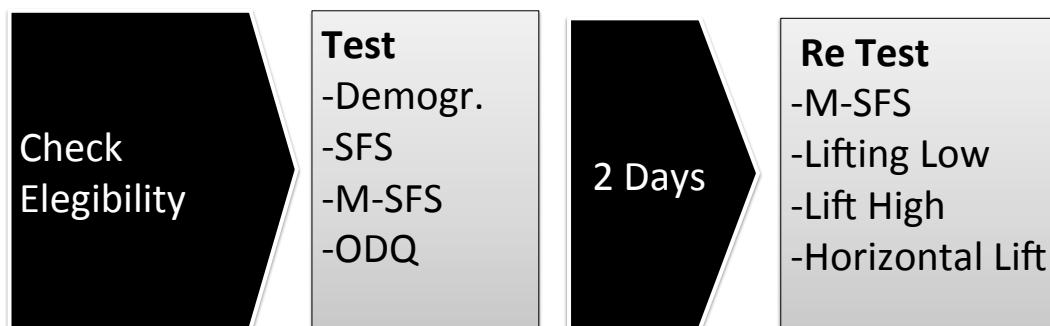 Check
Elegibility
Test
-Demogr.
-SFS
-M-SFS
-ODQ
2 Days
Re Test
-M-SFS
-Lifting Low
-Lift High
-Horizontal Lift